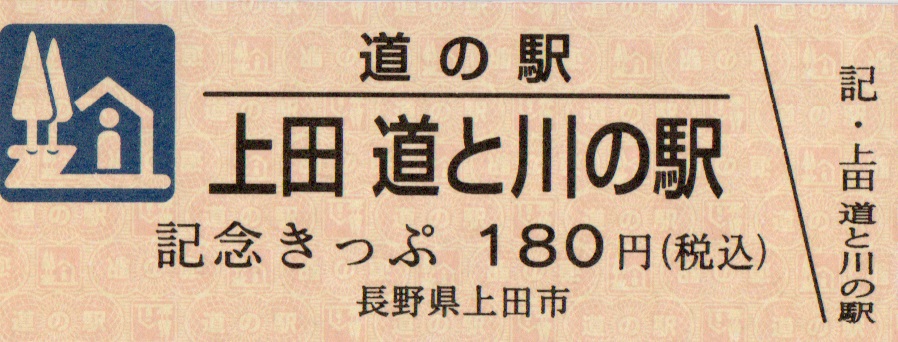 道の駅
上田 道と川の駅
記念きっぷ 180円(税込)
長野県上田市
記・上田 道と川の駅